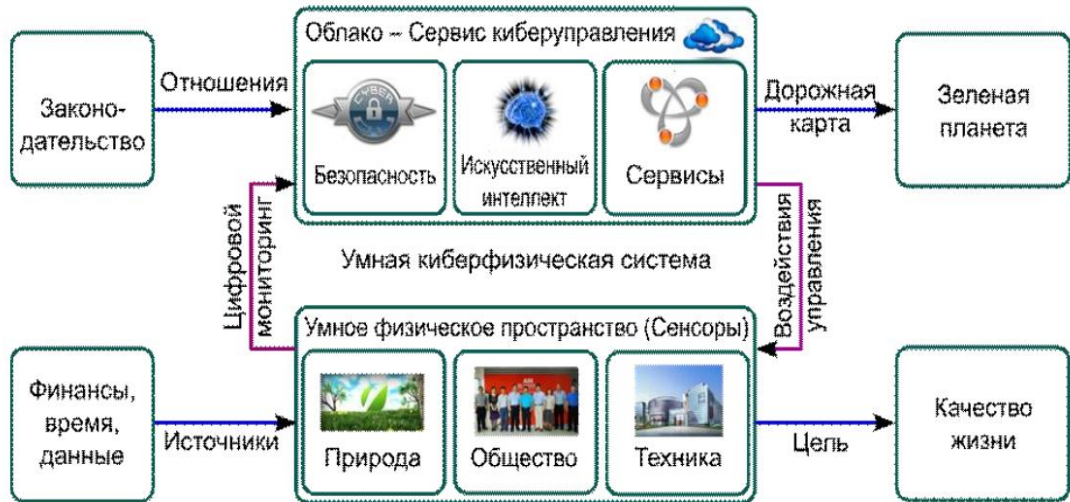 Облако – Сервис киберуправления
Законо-
дательство
Отношения
CYBER
Безопасность
Искусственный
интеллект
Сервисы
Дорожная
карта
Зеленая
планета
Цифровой
мониторинг
Умная киберфизическая система
Воздействия
управления
Умное физическое пространство (Сенсоры)
Финансы,
время,
данные
Источники
Природа
Общество
Техника
Цель
Качество
жизни